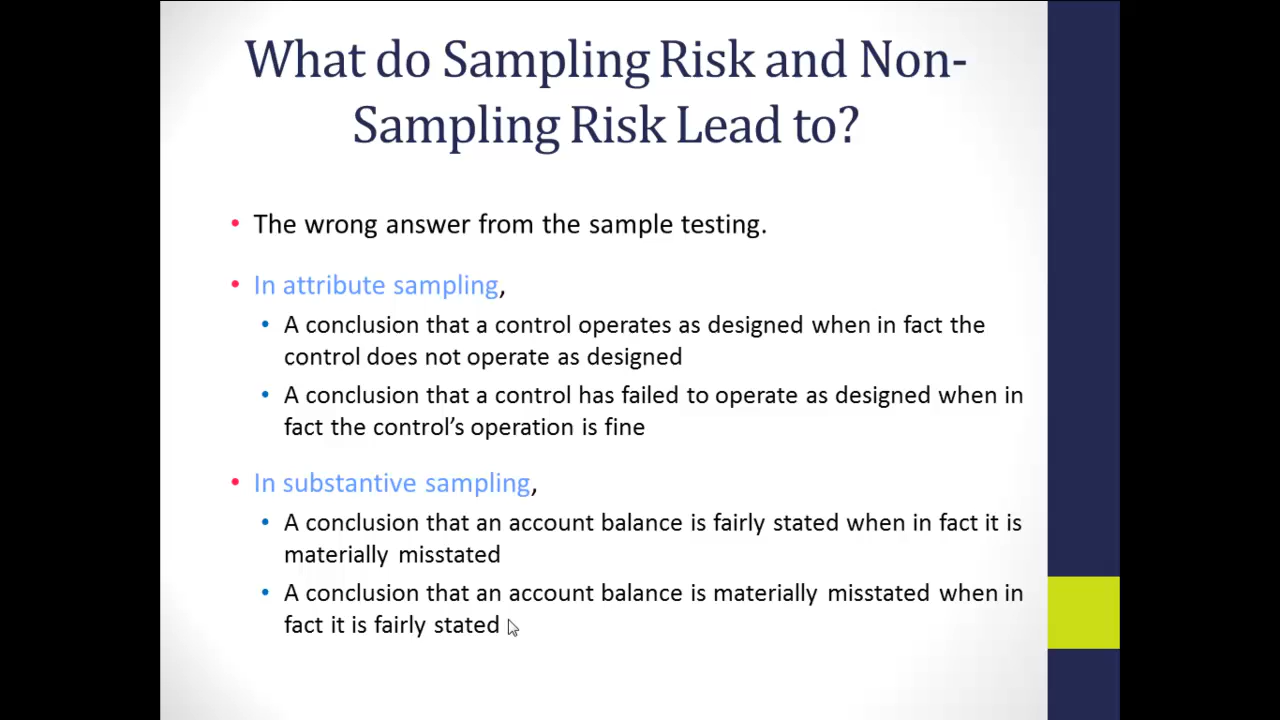 What do Sampling Risk and Non-
Sampling Risk Lead to?
• The wrong answer from the sample testing.
• In attribute sampling,
• A conclusion that a control operates as designed when in fact the
control does not operate as designed
• A conclusion that a control has failed to operate as designed when in
fact the control’s operation is fine
• In substantive sampling,
• A conclusion that an account balance is fairly stated when in fact it is
materially misstated
• A conclusion that an account balance is materially misstated when in
fact it is fairly stated